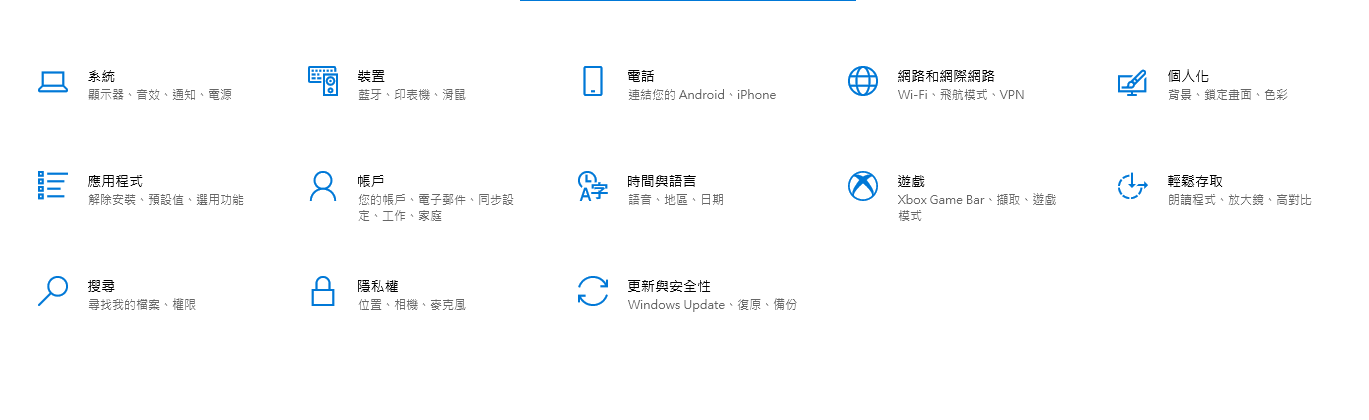 系統
顯示器、音效、通知、電源
裝置
藍牙、印表機、滑鼠
電話
連結您的 Android、iPhone
網路和網際網路
Wi-Fi、飛航模式、VPN
個人化
背景、鎖定畫面、色彩
應用程式
解除安裝、預設值、選用功能
帳戶
您的帳戶、電子郵件、同步設
定、工作、家庭
時間與語言
語言、地區、日期
遊戲
Xbox Game Bar、擷取、遊戲
模式
輕鬆存取
朗讀程式、放大鏡、高對比
搜尋
尋找我的檔案、權限
隱私權
位置、相機、麥克風
更新與安全性
Windows Update、復原、備份